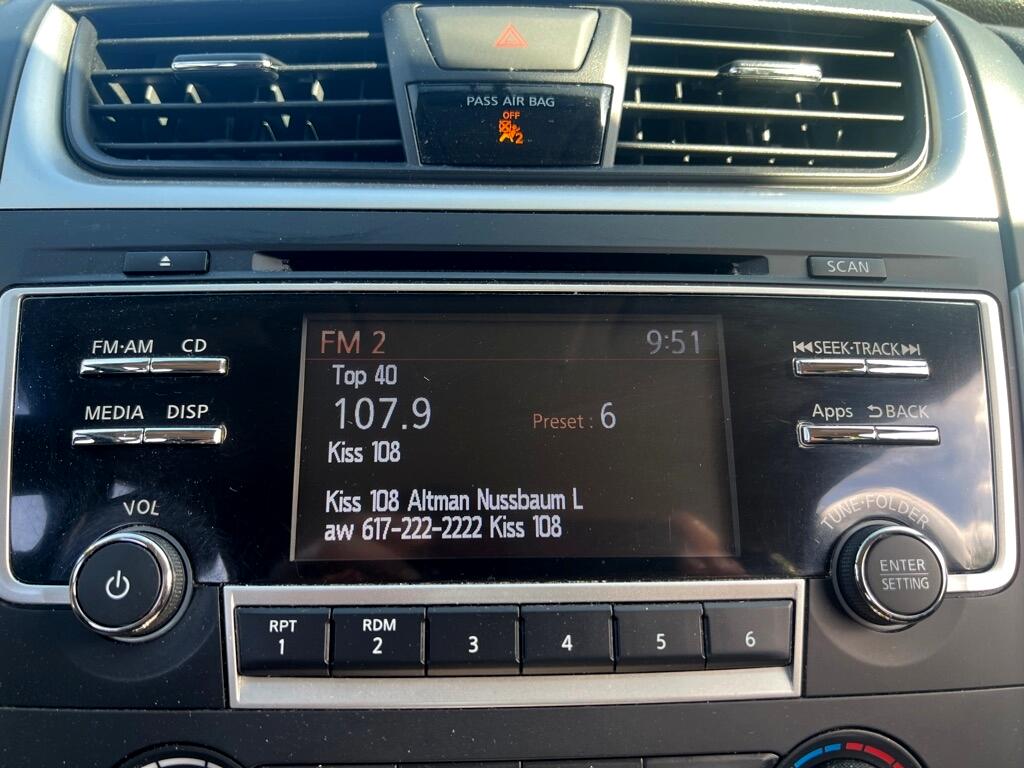 PASS AIR BAG
OFF
2
SCAN
FM·AM CD
SEEK·TRACK
MEDIA DISP
Apps BACK
FM 2 9:51
Top 40
107.9 Preset : 6
Kiss 108
Kiss 108 Altman Nussbaum L
aw 617-222-2222 Kiss 108
VOL
TUNE·FOLDER
ENTER
SETTING
RPT RDM
1 2 3 4 5 6